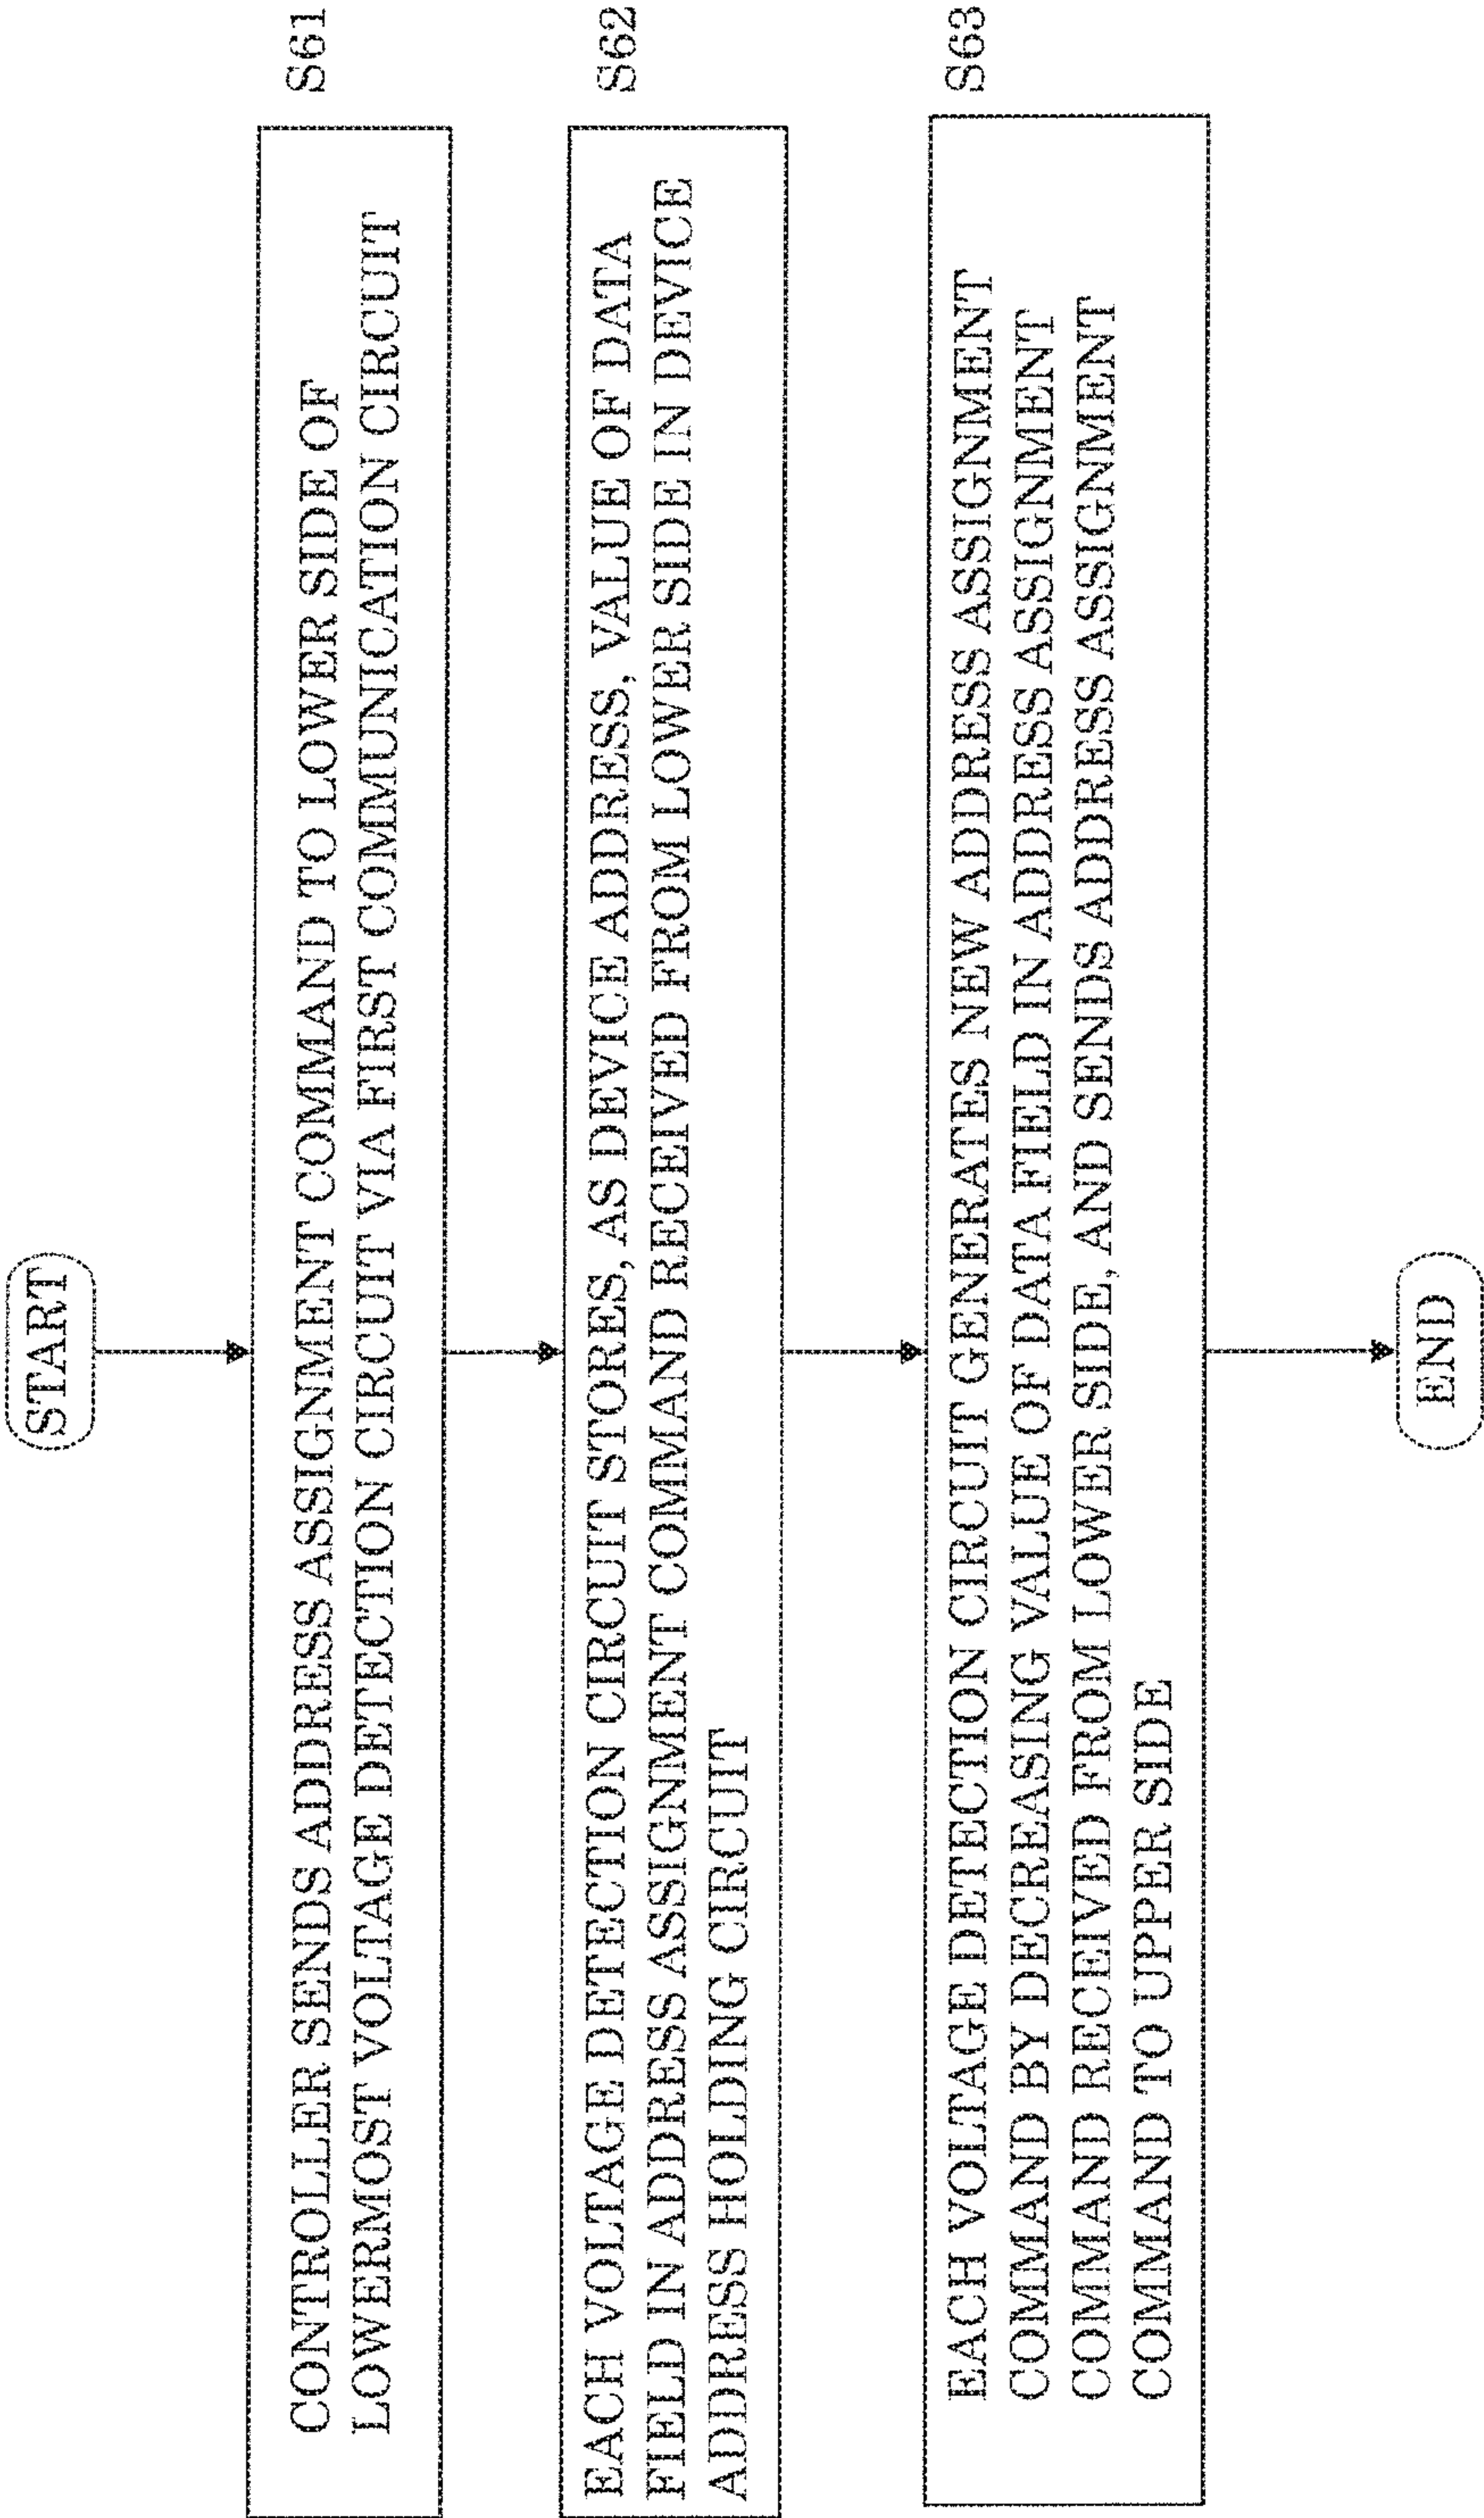 START
CONTROLLER SENDS ADDRESS ASSIGNMENT COMMAND TO LOWER SIDE OF
LOWERMOST VOLTAGE DETECTION CIRCUIT VIA FIRST COMMUNICATION CIRCUIT
S61
EACH VOLTAGE DETECTION CIRCUIT STORES, AS DEVICE ADDRESS, VALUE OF DATA
FIELD IN ADDRESS ASSIGNMENT COMMAND RECEIVED FROM LOWER SIDE IN DEVICE
ADDRESS HOLDING CIRCUIT
S62
EACH VOLTAGE DETECTION CIRCUIT GENERATES NEW ADDRESS ASSIGNMENT
COMMAND BY DECREASING VALUE OF DATA FIELD IN ADDRESS ASSIGNMENT
COMMAND RECEIVED FROM LOWER SIDE, AND SENDS ADDRESS ASSIGNMENT
COMMAND TO UPPER SIDE
S63
END